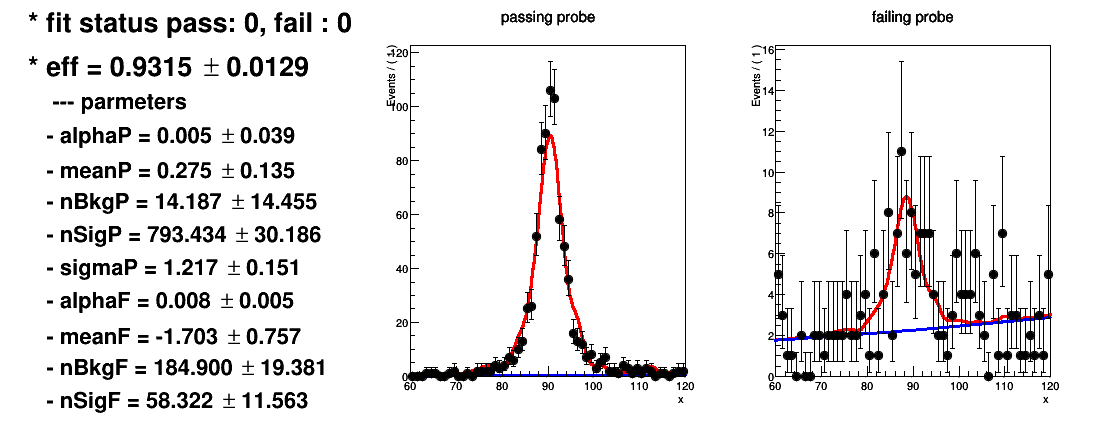 * fit status pass: 0, fail : 0
* eff = 0.9315 ± 0.0129
--- parmeters
- alphaP = 0.005 ± 0.039
- meanP = 0.275 ± 0.135
- nBkgP = 14.187 ± 14.455
- nSigP = 793.434 ± 30.186
- sigmaP = 1.217 ± 0.151
- alphaF = 0.008 ± 0.005
- meanF = -1.703 ± 0.757
- nBkgF = 184.900 ± 19.381
- nSigF = 58.322 ± 11.563
passing probe
Events / ( 1 )
120
100
80
60
40
20
0
60 70 80 90 100 110 120
x
failing probe
Events / ( 1 )
16
14
12
10
8
6
4
2
0
60 70 80 90 100 110 120
x